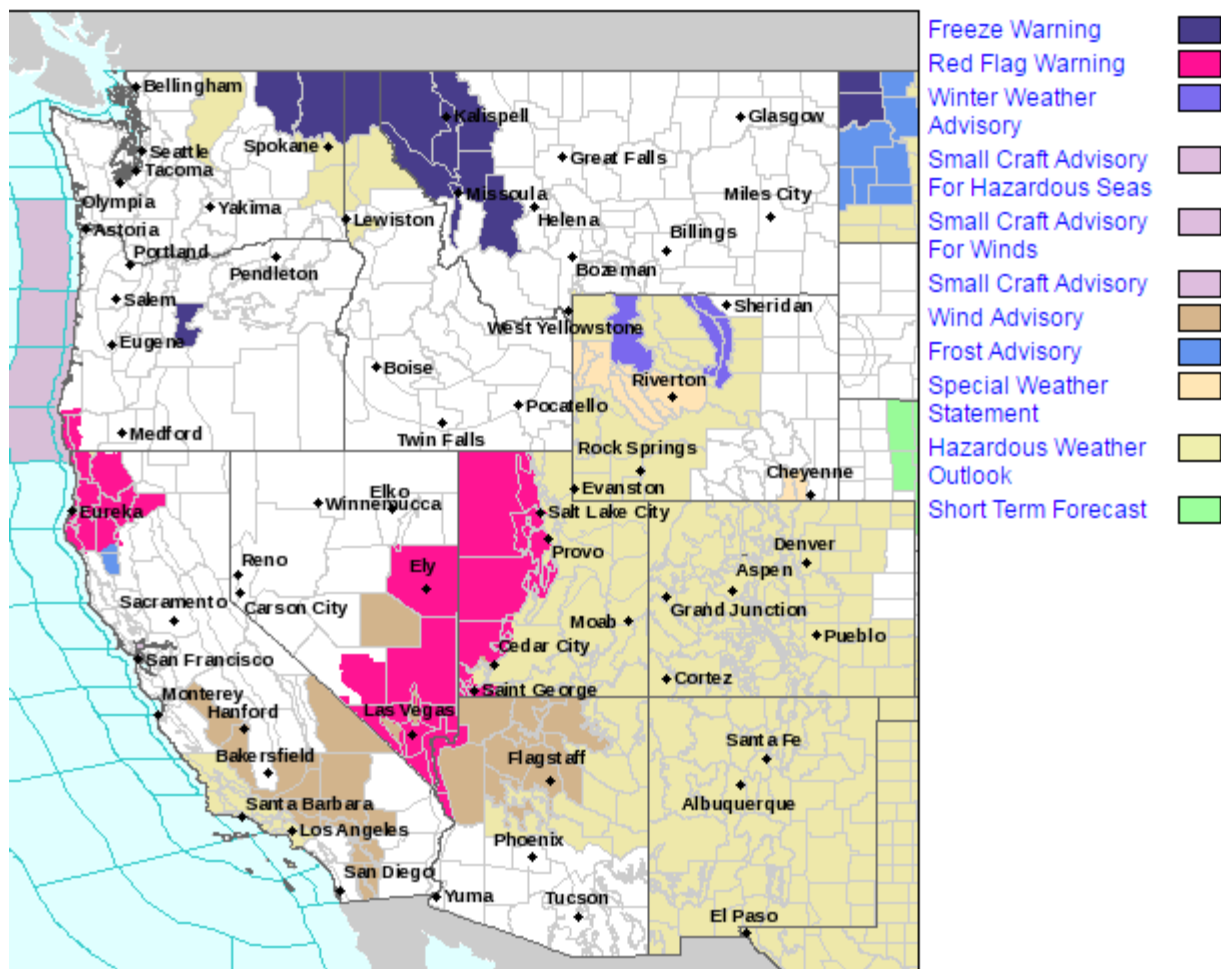 Bellingham
Seattle
Tacoma
Olympia
Spokane
Yakima
Astoria
Portland
Pendleton
Lewiston
Kalispell
Glasgow
Great Falls
Missoula
Helena
Miles City
Billings
Bozeman
West Yellowstone
Sheridan
Salem
Eugene
Medford
Boise
Pocatello
Twin Falls
Riverton
Rock Springs
Cheyenne
Evanston
Eureka
Elko
Winnemucca
Salt Lake City
Provo
Reno
Carson City
Ely
Denver
Aspen
Grand Junction
Sacramento
Moab
Pueblo
San Francisco
Cedar City
Cortez
Saint George
Monterey
Hanford
Las Vegas
Bakersfield
Flagstaff
Santa Fe
Albuquerque
Santa Barbara
Los Angeles
Phoenix
San Diego
Yuma
Tucson
El Paso
Freeze Warning
Red Flag Warning
Winter Weather
Advisory
Small Craft Advisory
For Hazardous Seas
Small Craft Advisory
For Winds
Small Craft Advisory
Wind Advisory
Frost Advisory
Special Weather
Statement
Hazardous Weather
Outlook
Short Term Forecast